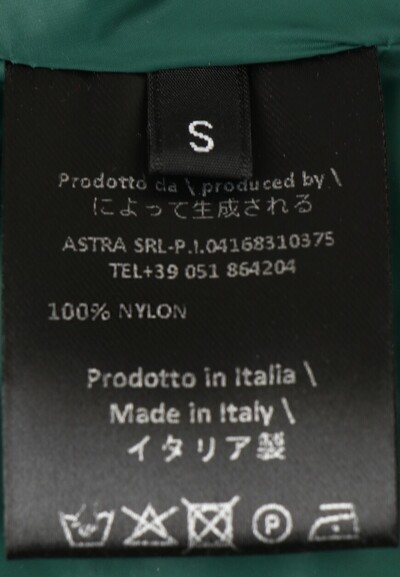 S
Prodotto da \ produced by \
によって生成される
ASTRA SRL-P.I.04168310375
TEL+39 051 864204
100% NYLON
Prodotto in Italia \
Made in Italy \
イタリア製
P